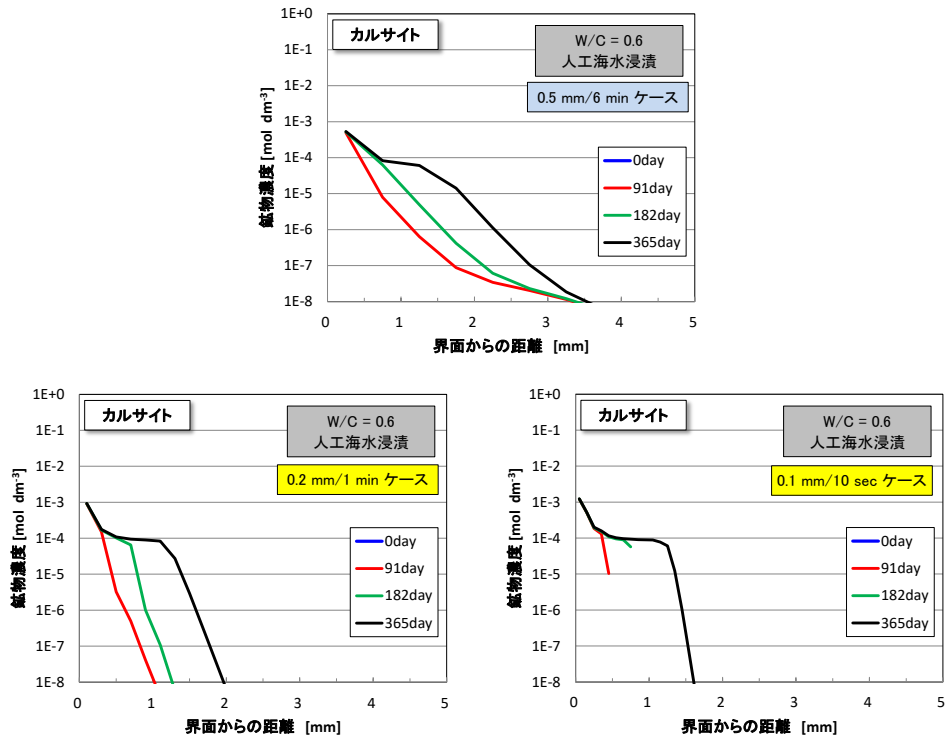 カルサイト
W/C = 0.6
人工海水浸漬
0.5 mm/6 min ケース
鉱物濃度 [mol dm-3]
1E+0
1E-1
1E-2
1E-3
1E-4
1E-5
1E-6
1E-7
1E-8
0day
91day
182day
365day
0 1 2 3 4 5
界面からの距離 [mm]
カルサイト
W/C = 0.6
人工海水浸漬
0.2 mm/1 min ケース
鉱物濃度 [mol dm-3]
1E+0
1E-1
1E-2
1E-3
1E-4
1E-5
1E-6
1E-7
1E-8
0day
91day
182day
365day
0 1 2 3 4 5
界面からの距離 [mm]
カルサイト
W/C = 0.6
人工海水浸漬
0.1 mm/10 sec ケース
鉱物濃度 [mol dm-3]
1E+0
1E-1
1E-2
1E-3
1E-4
1E-5
1E-6
1E-7
1E-8
0day
91day
182day
365day
0 1 2 3 4 5
界面からの距離 [mm]